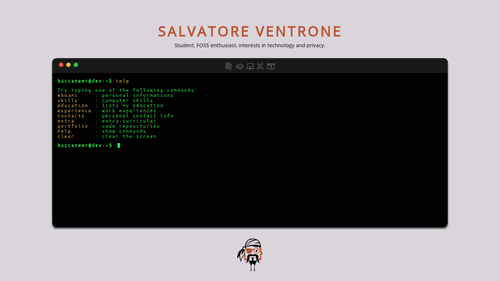 SALVATORE VENTRONE
Student, FOSS enthusiast, interests in technology and privacy.
buccaneer@dev:~$ help
Try typing one of the following commands:
whoami : personal informations
skills : computer skills
education : lists my education
experience : work experiences
contacts : personal contact info
extra : extra-curricular
portfolio : code repositories
help : show commands
clear : clear the screen
buccaneer@dev:~$